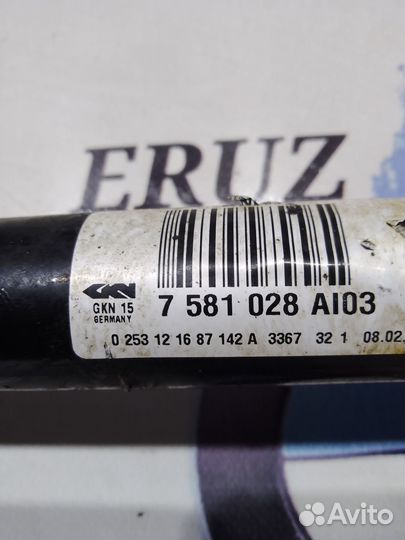 ERUZ
GKN 15
GERMANY
7 581 028 AI03
0 253 12 16 87 142 A 3367 32 1 08.02.
Avito